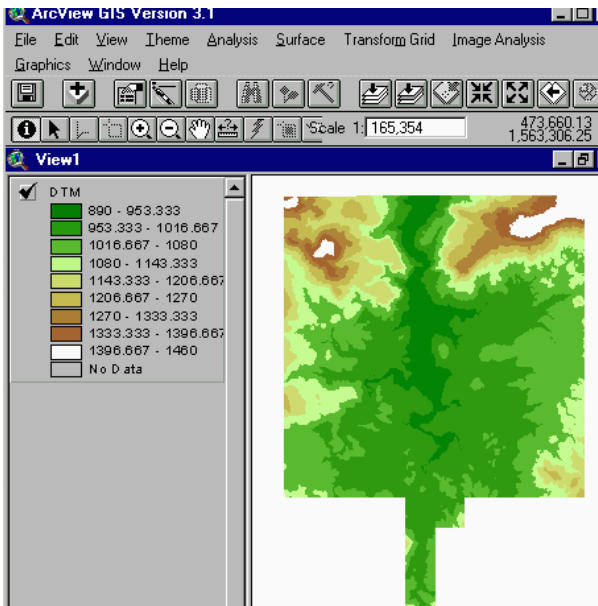 ArcView GIS Version 3.1
File Edit View Theme Analysis Surface Transform Grid Image Analysis
Graphics Window Help
Scale 1: 165,354
473,660.13
1,563,306.25
View1
DTM
890 - 953.333
953.333 - 1016.667
1016.667 - 1080
1080 - 1143.333
1143.333 - 1206.667
1206.667 - 1270
1270 - 1333.333
1333.333 - 1396.667
1396.667 - 1460
No Data